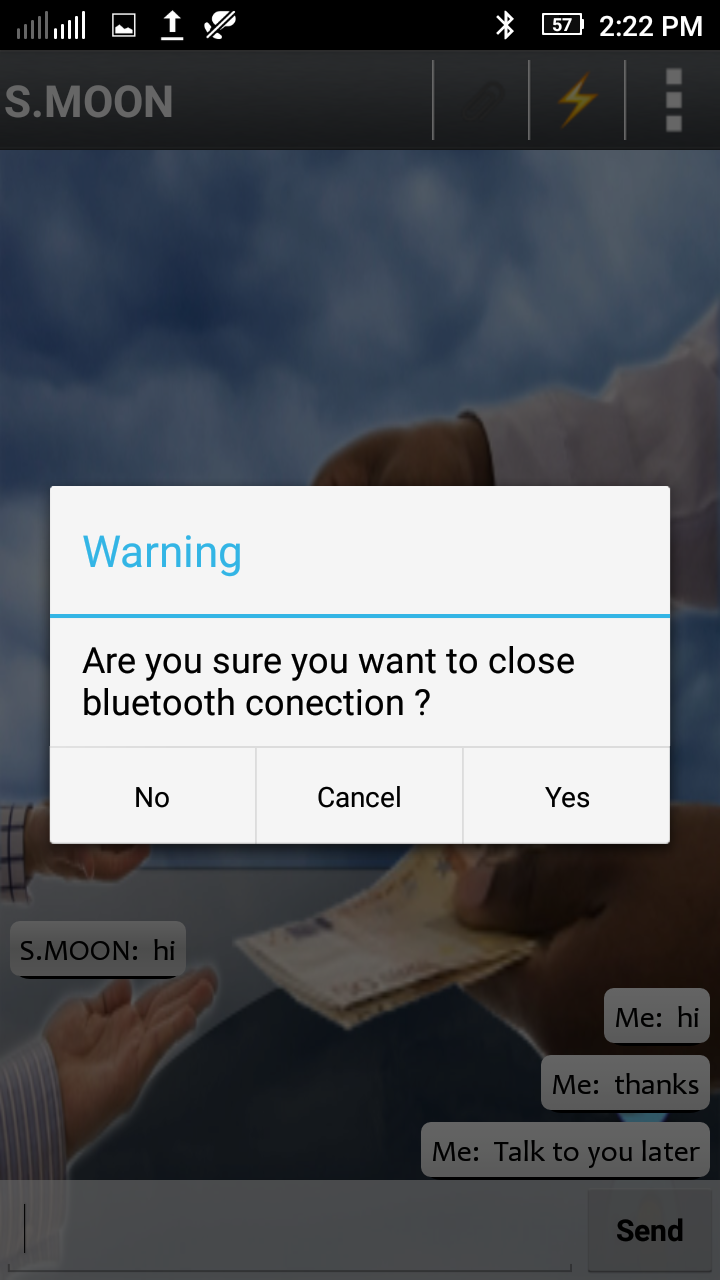 57 2:22 PM
S.MOON
Warning
Are you sure you want to close
bluetooth conection ?
No Cancel Yes
S.MOON: hi
Me: hi
Me: thanks
Me: Talk to you later
Send